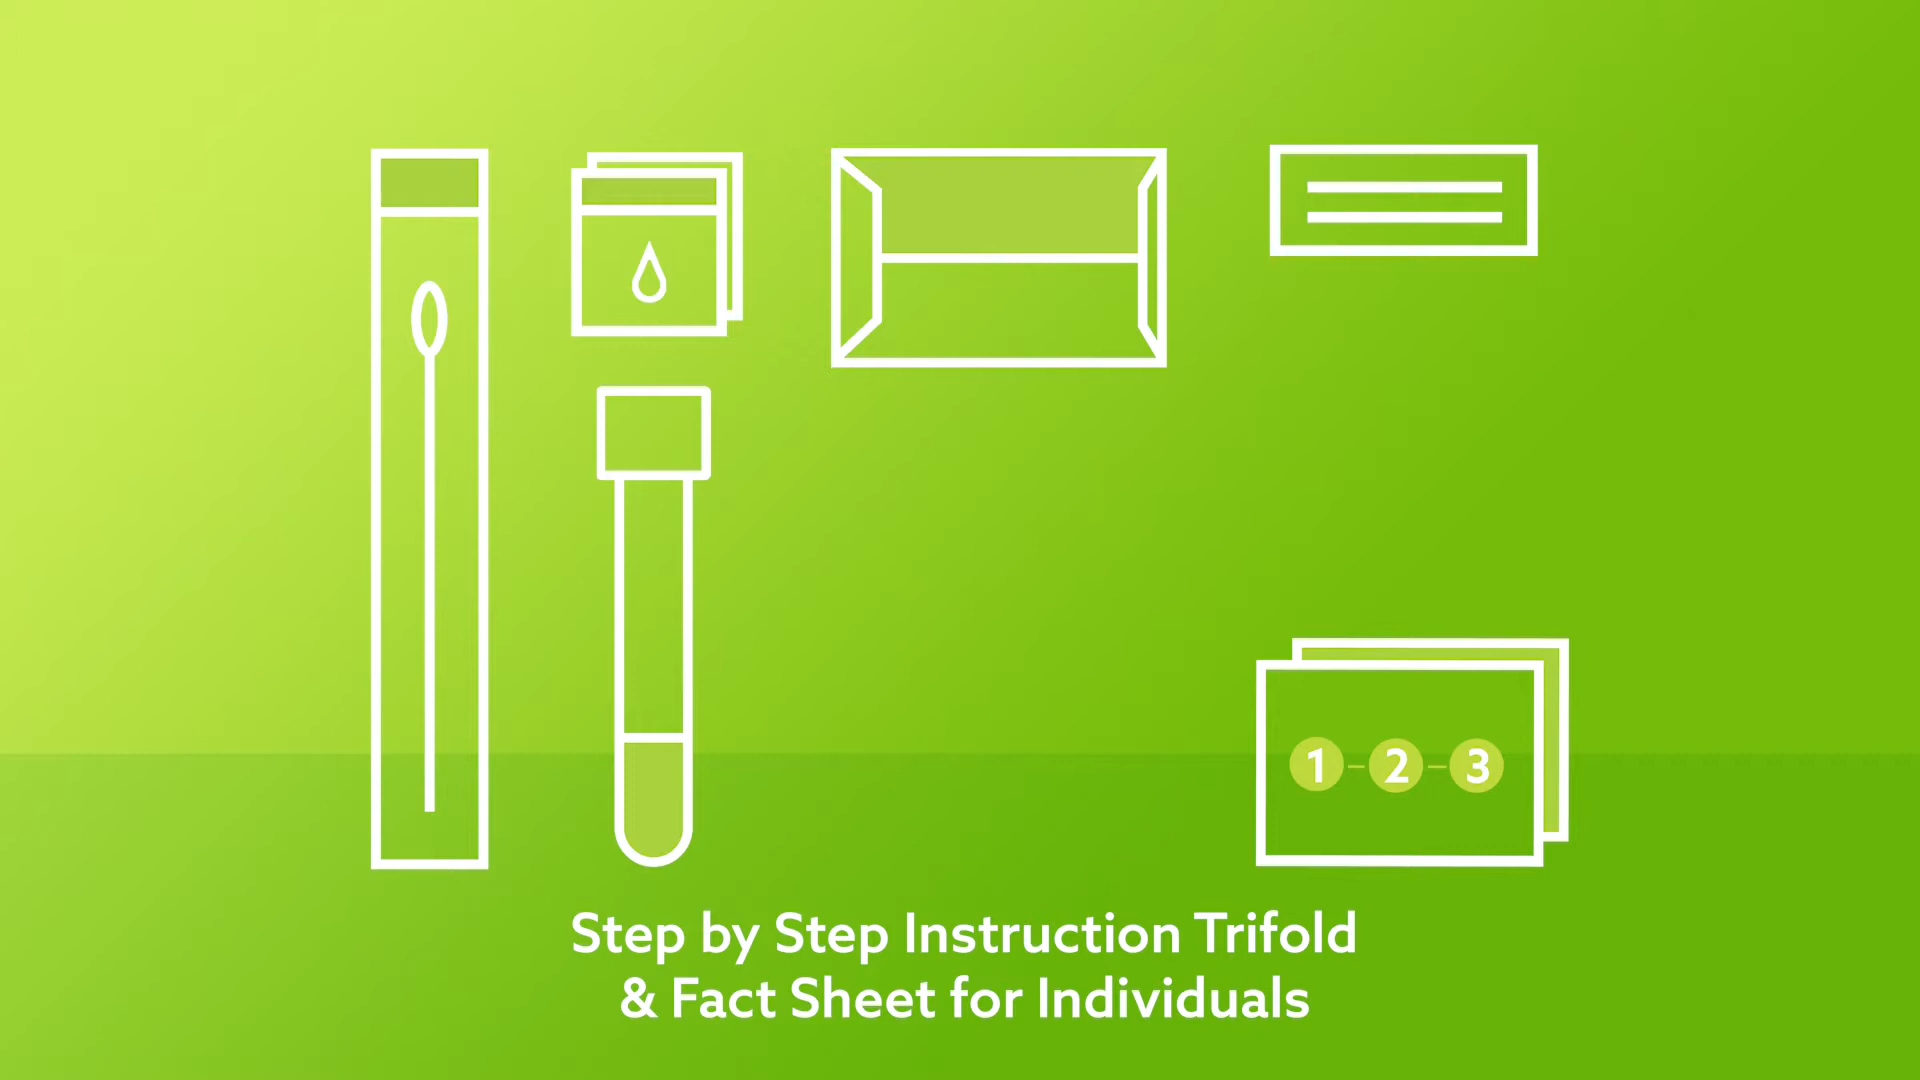 1-2-3
Step by Step Instruction Trifold
& Fact Sheet for Individuals